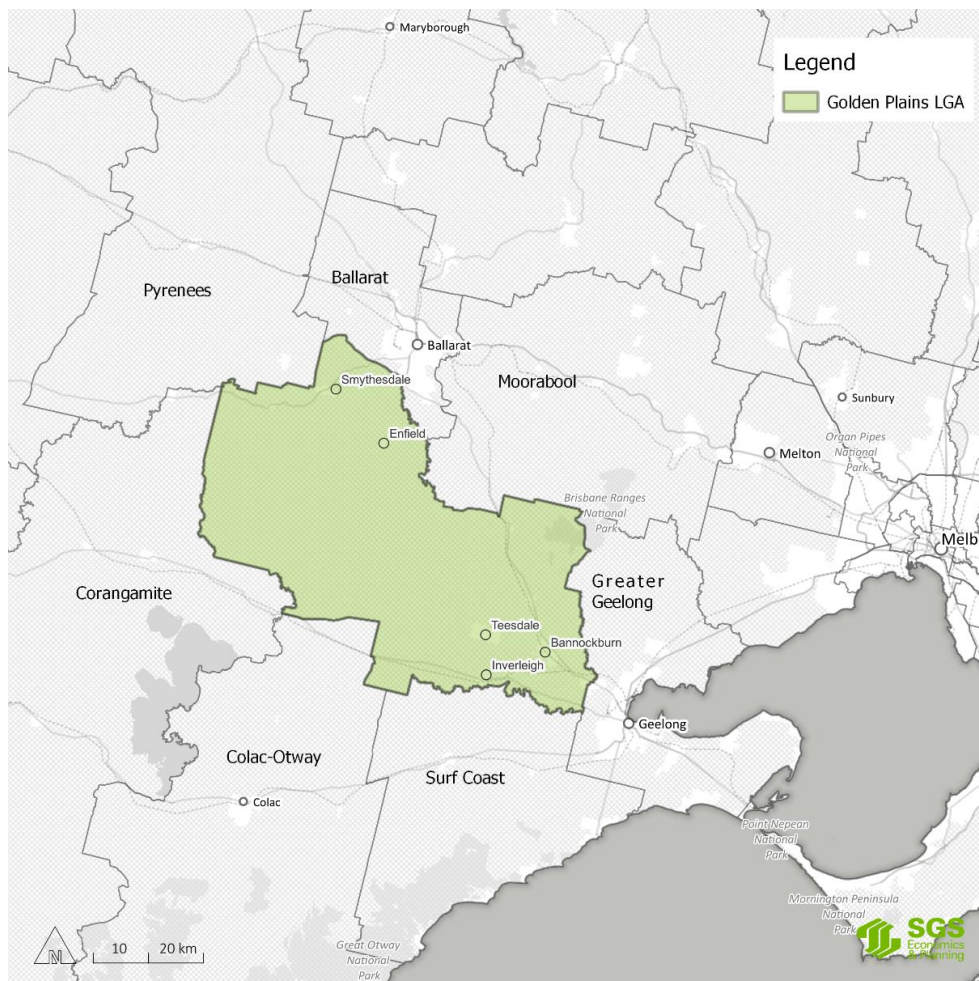 Maryborough
Legend
Golden Plains LGA
Ballarat
Pyrenees
Ballarat
Smythesdale
Moorabool
Sunbury
Enfield
Organ Pipes
National
Park
Melton
Brisbane Ranges
National
Park
Melb
Corangamite
Greater
Geelong
Teesdale
Bannockburn
Inverleigh
Geelong
Colac-Otway
Surf Coast
Colac
Point Nepean
National
Park
Mornington Peninsula
National
Park
Great Otway
National
Park
N
10
20 km
SGS
Economics
& Planning